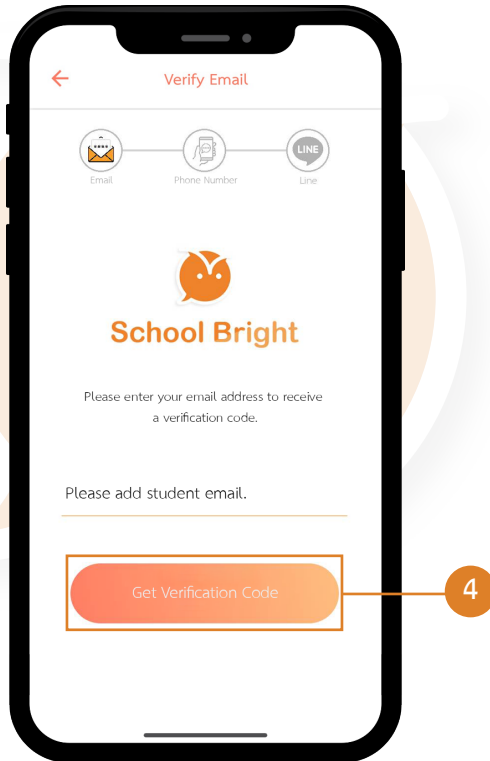 Verify Email
LINE
Email
Phone Number
Line
School Bright
Please enter your email address to receive
a verification code.
Please add student email.
Get Verification Code
4